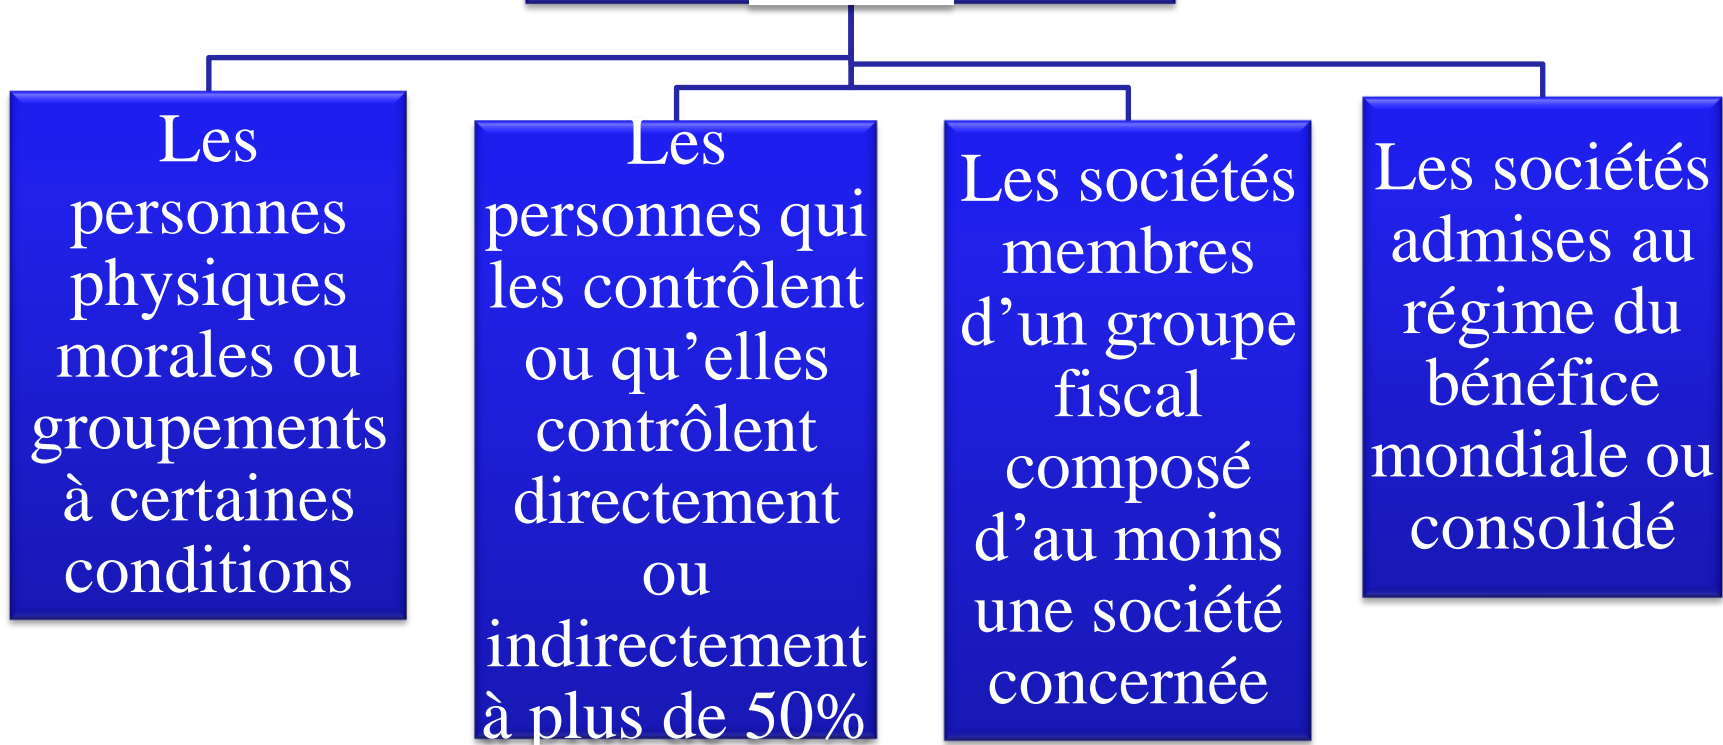 Les
personnes
physiques
morales ou
groupements
à certaines
conditions
Les
personnes qui
les contrôlent
ou qu’elles
contrôlent
directement
ou
indirectement
à plus de 50%
Les sociétés
membres
d’un groupe
fiscal
composé
d’au moins
une société
concernée
Les sociétés
admises au
régime du
bénéfice
mondiale ou
consolidé